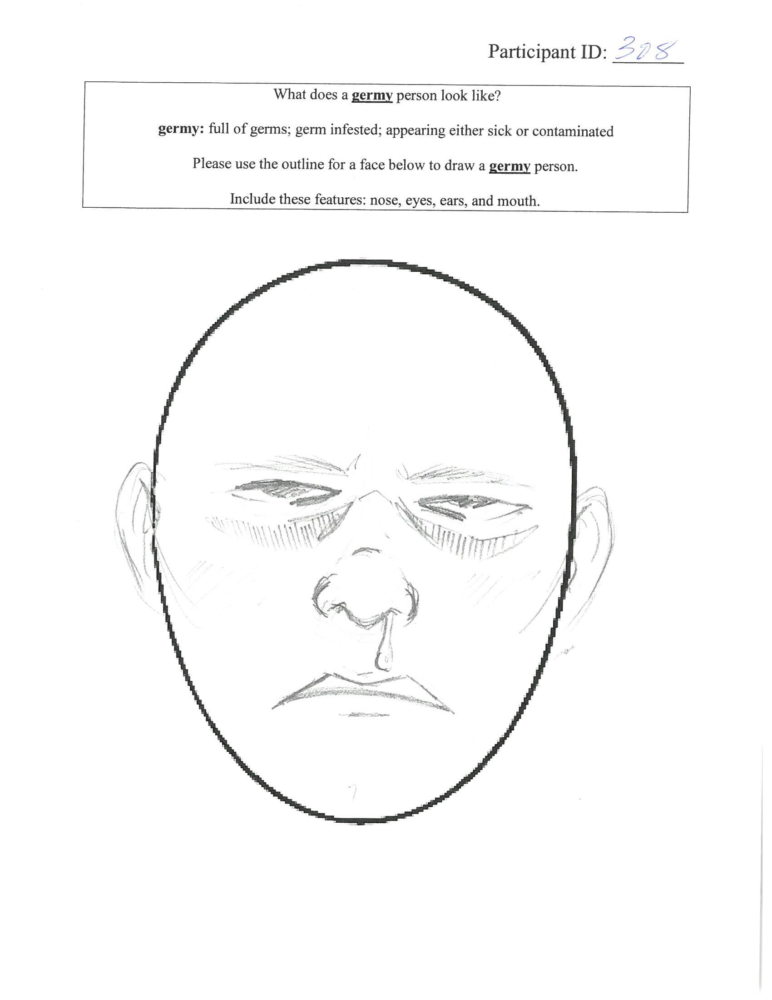 Participant ID: 308
What does a germy person look like?
germy: full of germs; germ infested; appearing either sick or contaminated
Please use the outline for a face below to draw a germy person.
Include these features: nose, eyes, ears, and mouth.